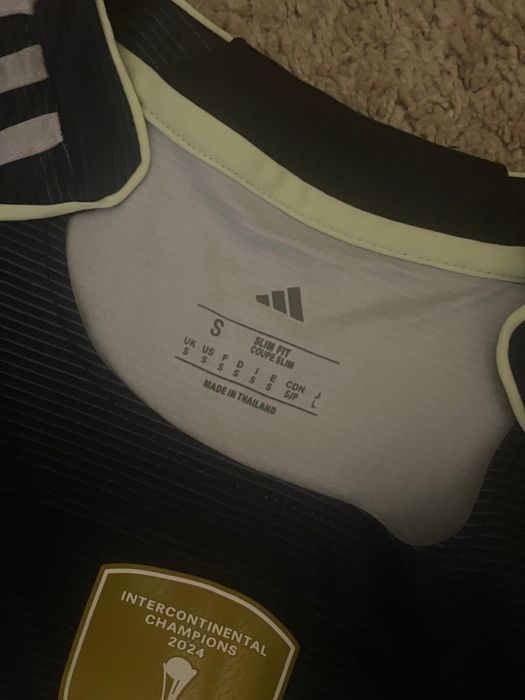 S
SLIM FIT
COUPE SLIM
UK US F D I E CDN J
S S S S S S S/P L
MADE IN THAILAND
INTERCONTINENTAL
CHAMPIONS
2024